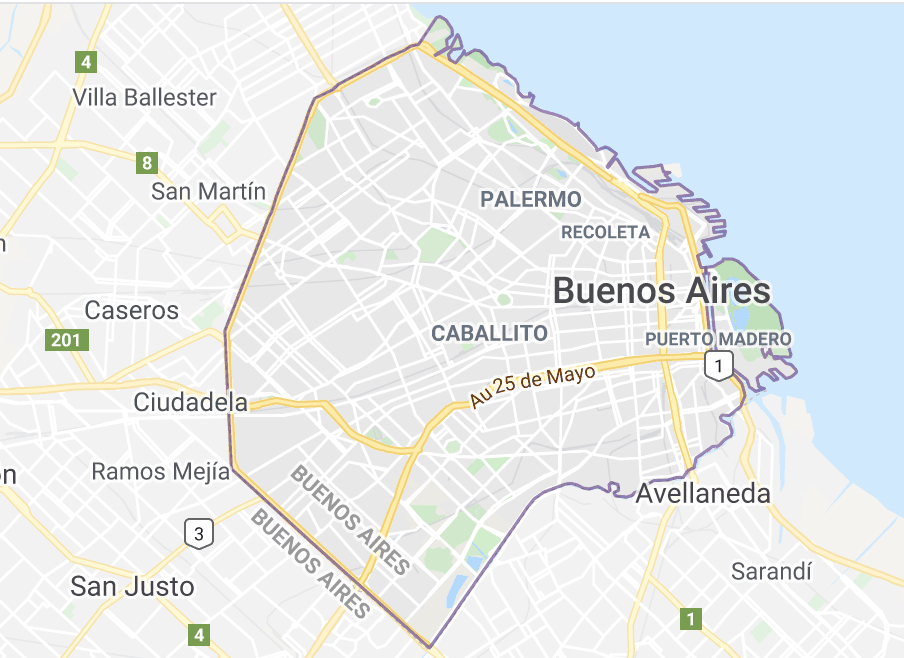 4
Villa Ballester
8
San Martín
PALERMO
RECOLETA
Buenos Aires
Caseros
201
CABALLITO
PUERTO MADERO
1
Au 25 de Mayo
Ciudadela
Ramos Mejía
BUENOS AIRES
BUENOS AIRES
Avellaneda
3
San Justo
Sarandí
1
4